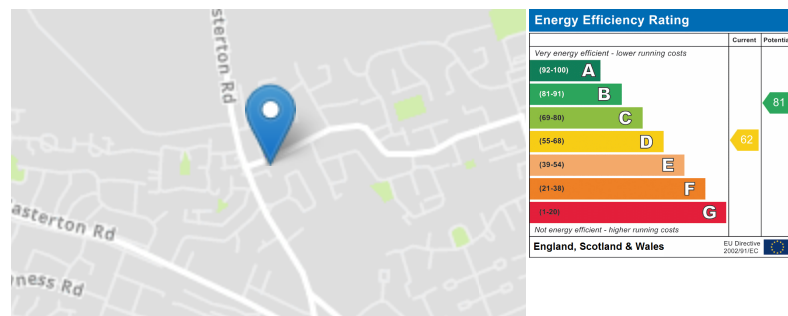 sterton Rd
asterton Rd
ness Rd
Energy Efficiency Rating
Current Potentia
Very energy efficient - lower running costs
(92-100) A
(81-91) B
81
(69-80) C
(55-68) D
62
(39-54) E
(21-38) F
(1-20) G
Not energy efficient - higher running costs
England, Scotland & Wales
EU Directive
2002/91/EC